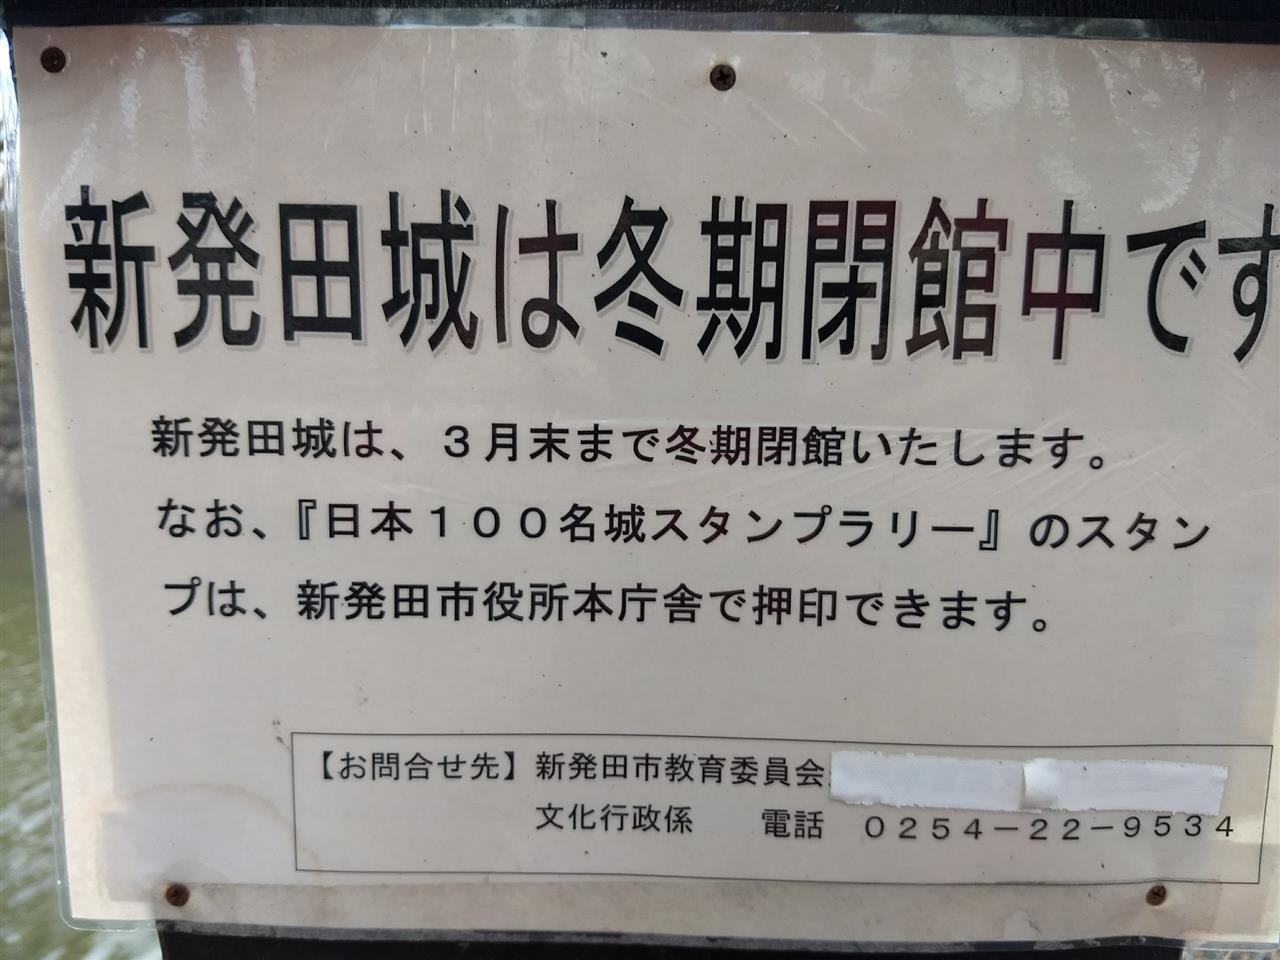 新発田城は冬期閉館中です
新発田城は、３月末まで冬期閉館いたします。
なお、『日本１００名城スタンプラリー』のスタン
プは、新発田市役所本庁舎で押印できます。
【お問合せ先】新発田市教育委員会
文化行政係　　電話　０２５４－２２－９５３４